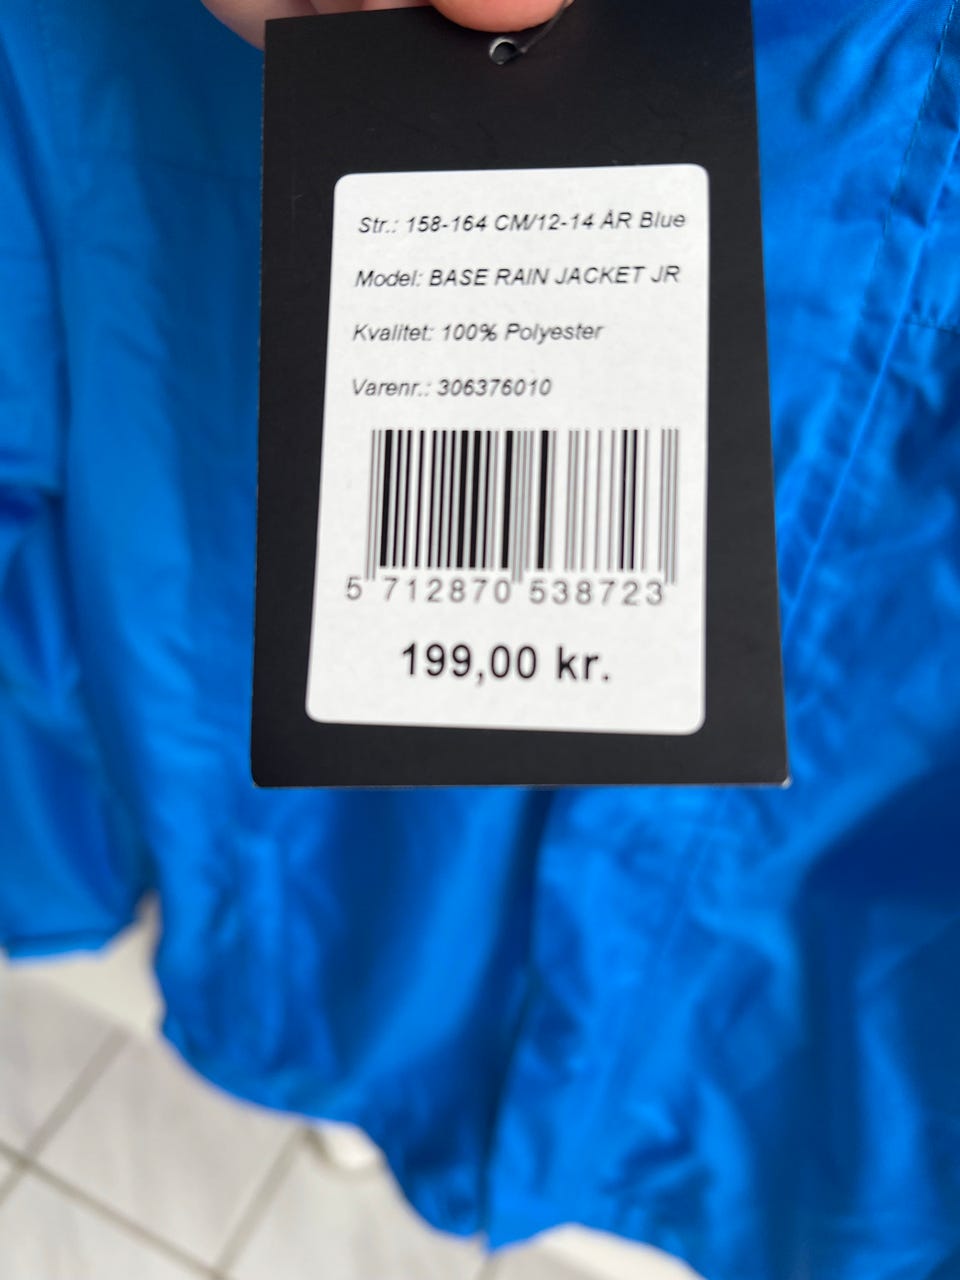 Str.: 158-164 CM/12-14 ÅR Blue
Model: BASE RAIN JACKET JR
Kvalitet: 100% Polyester
Varenr.: 306376010
5 712870 538723
199,00 kr.